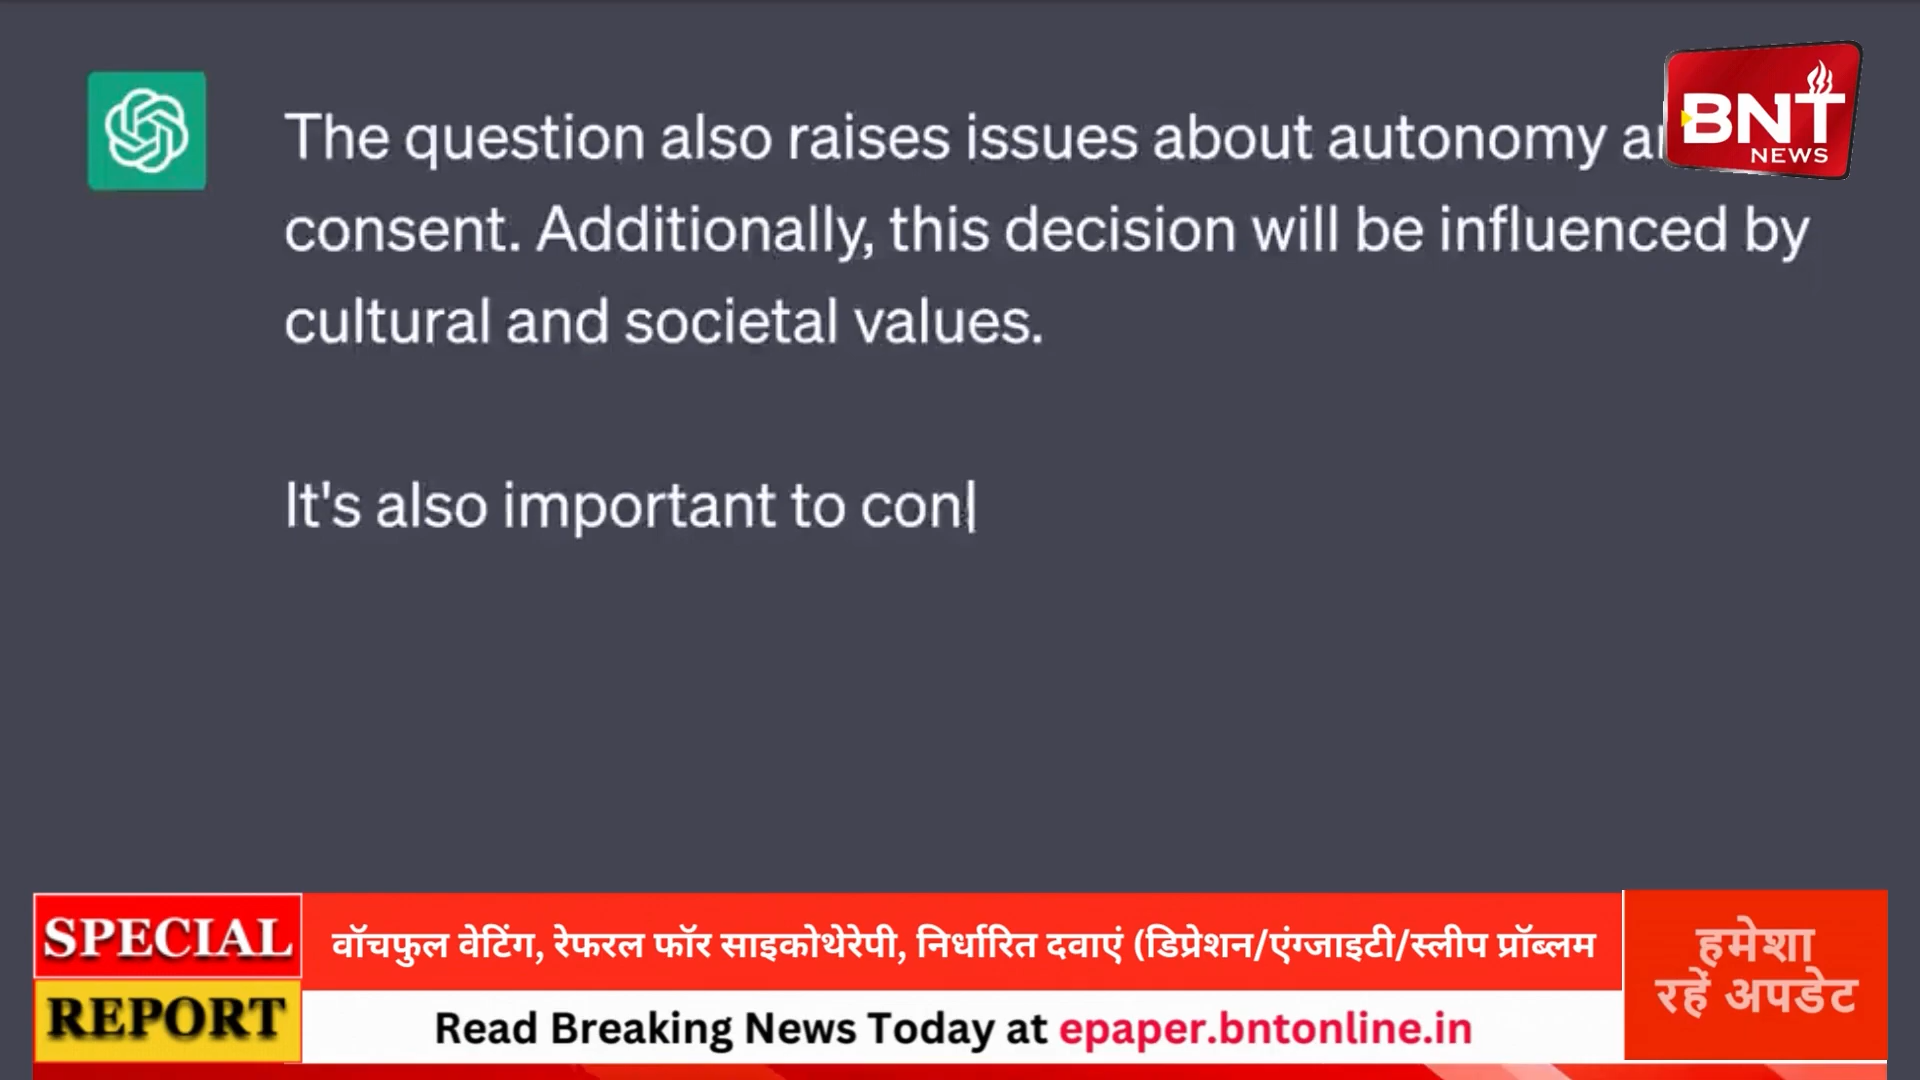 The question also raises issues about autonomy
consent. Additionally, this decision will be influenced by
cultural and societal values.
It's also important to con
BNT
NEWS
SPECIAL
REPORT
वॉचफुल वेटिंग, रेफरल फॉर साइकोथेरेपी, निर्धारित दवाएं (डिप्रेशन/एंग्जाइटी/स्लीप प्रॉब्लम
Read Breaking News Today at epaper.bntonline.in
हमेशा
रहें अपडेट